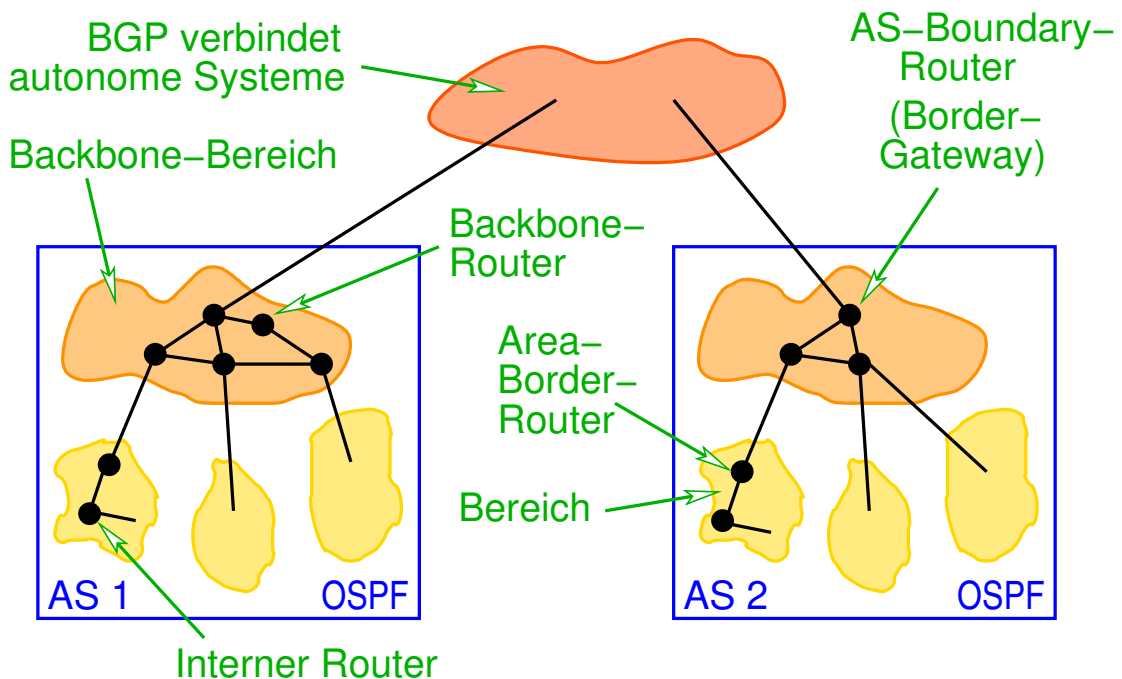 BGP verbindet
autonome Systeme
AS−Boundary−
Router
(Border−
Gateway)
Backbone−Bereich
Backbone−
Router
Area−
Border−
Router
Bereich
AS 1
OSPF
AS 2
OSPF
Interner Router